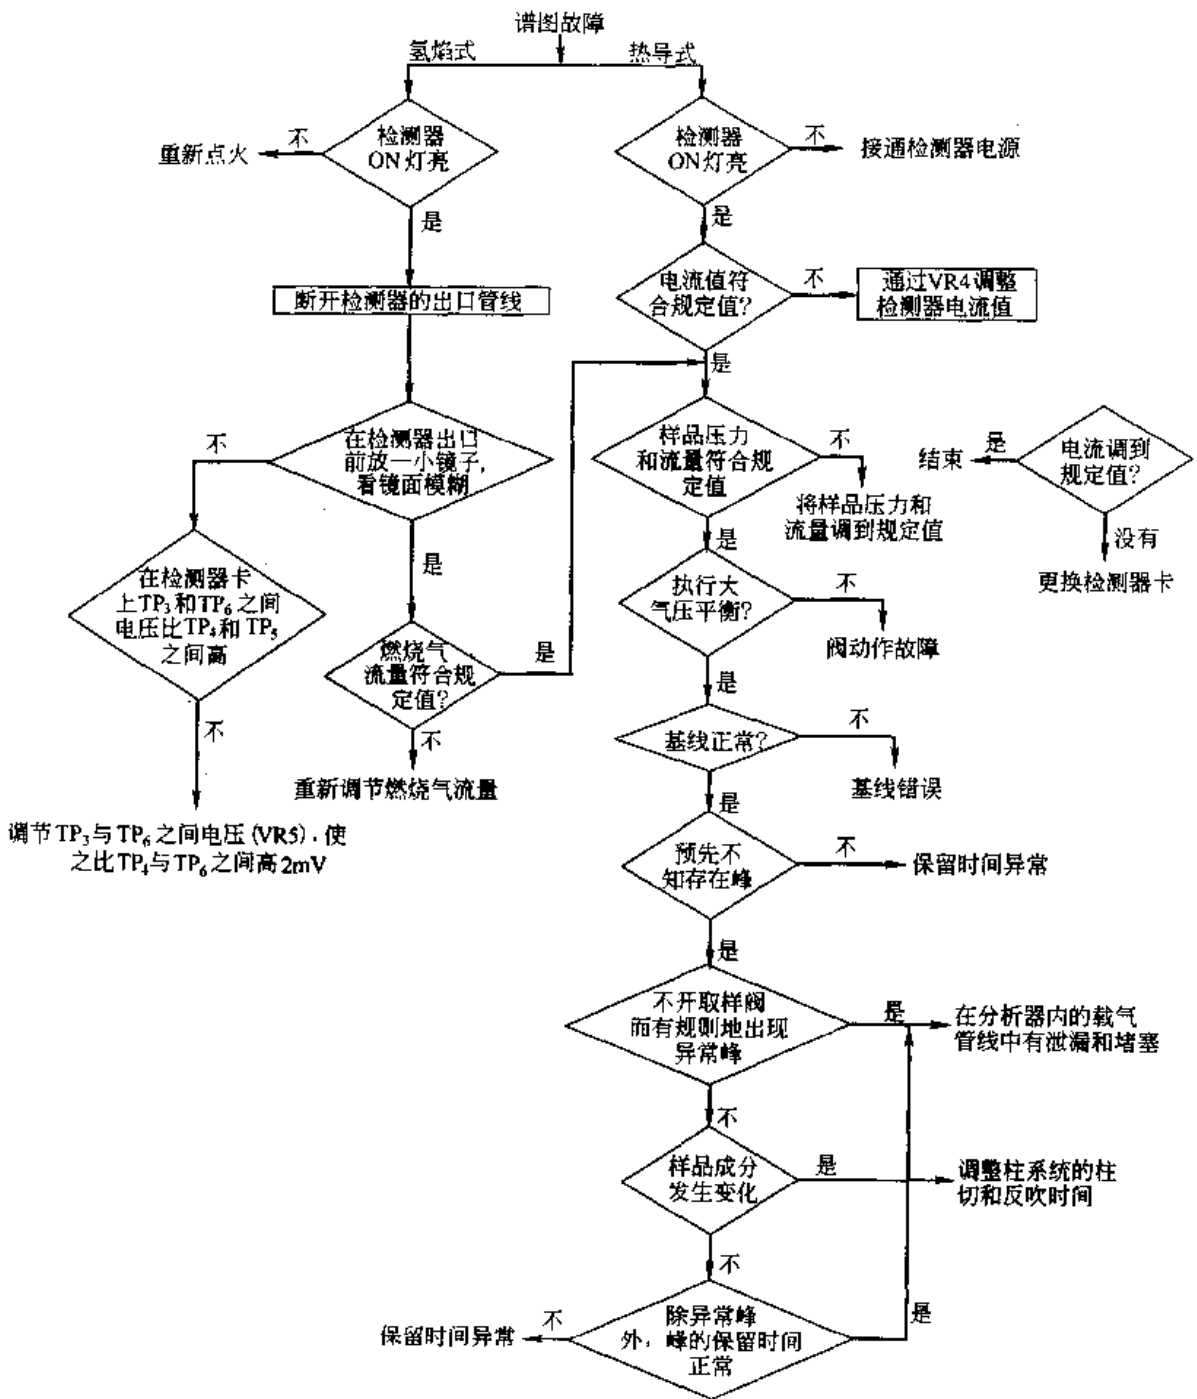 谱图故障
氢焰式
热导式
检测器
ON灯亮
不
重新点火
检测器
ON灯亮
不
接通检测器电源
是
是
断开检测器的出口管线
电流值符
合规定值?
不
通过VR4调整
检测器电流值
是
在检测器出口
前放一小镜子,
看镜面模糊
不
是
样品压力
和流量符合规
定值
不
将样品压力和
流量调到规定值
电流调到
规定值?
是
结束
没有
更换检测器卡
在检测器卡
上TP₃和TP₆之间
电压比TP₄和TP₅
之间高
不
调节TP₃与TP₆之间电压(VR5),使
之比TP₄与TP₆之间高2mV
燃烧气
流量符合规
定值?
是
不
重新调节燃烧气流量
是
执行大
气压平衡?
不
阀动作故障
是
基线正常?
不
基线错误
是
预先不
知存在峰
不
保留时间异常
是
不开取样阀
而有规则地出现
异常峰
是
在分析器内的载气
管线中有泄漏和堵塞
不
样品成分
发生变化
是
调整柱系统的柱
切和反吹时间
不
除异常峰
外,峰的保留时间
正常
不
保留时间异常
是